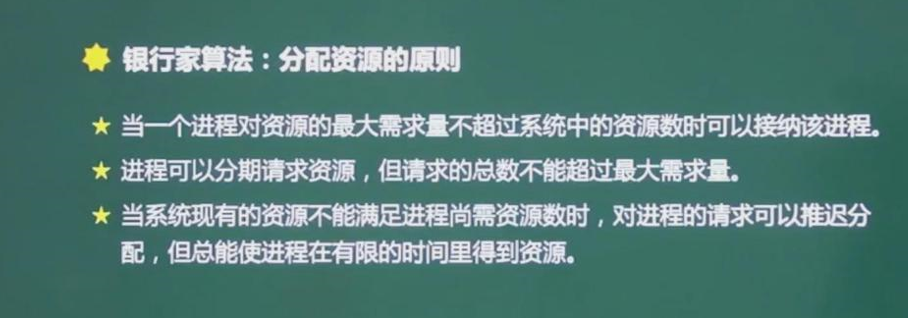 银行家算法：分配资源的原则
当一个进程对资源的最大需求量不超过系统中的资源数时可以接纳该进程。
进程可以分期请求资源，但请求的总数不能超过最大需求量。
当系统现有的资源不能满足进程尚需资源数时，对进程的请求可以推迟分
配，但总能使进程在有限的时间里得到资源。